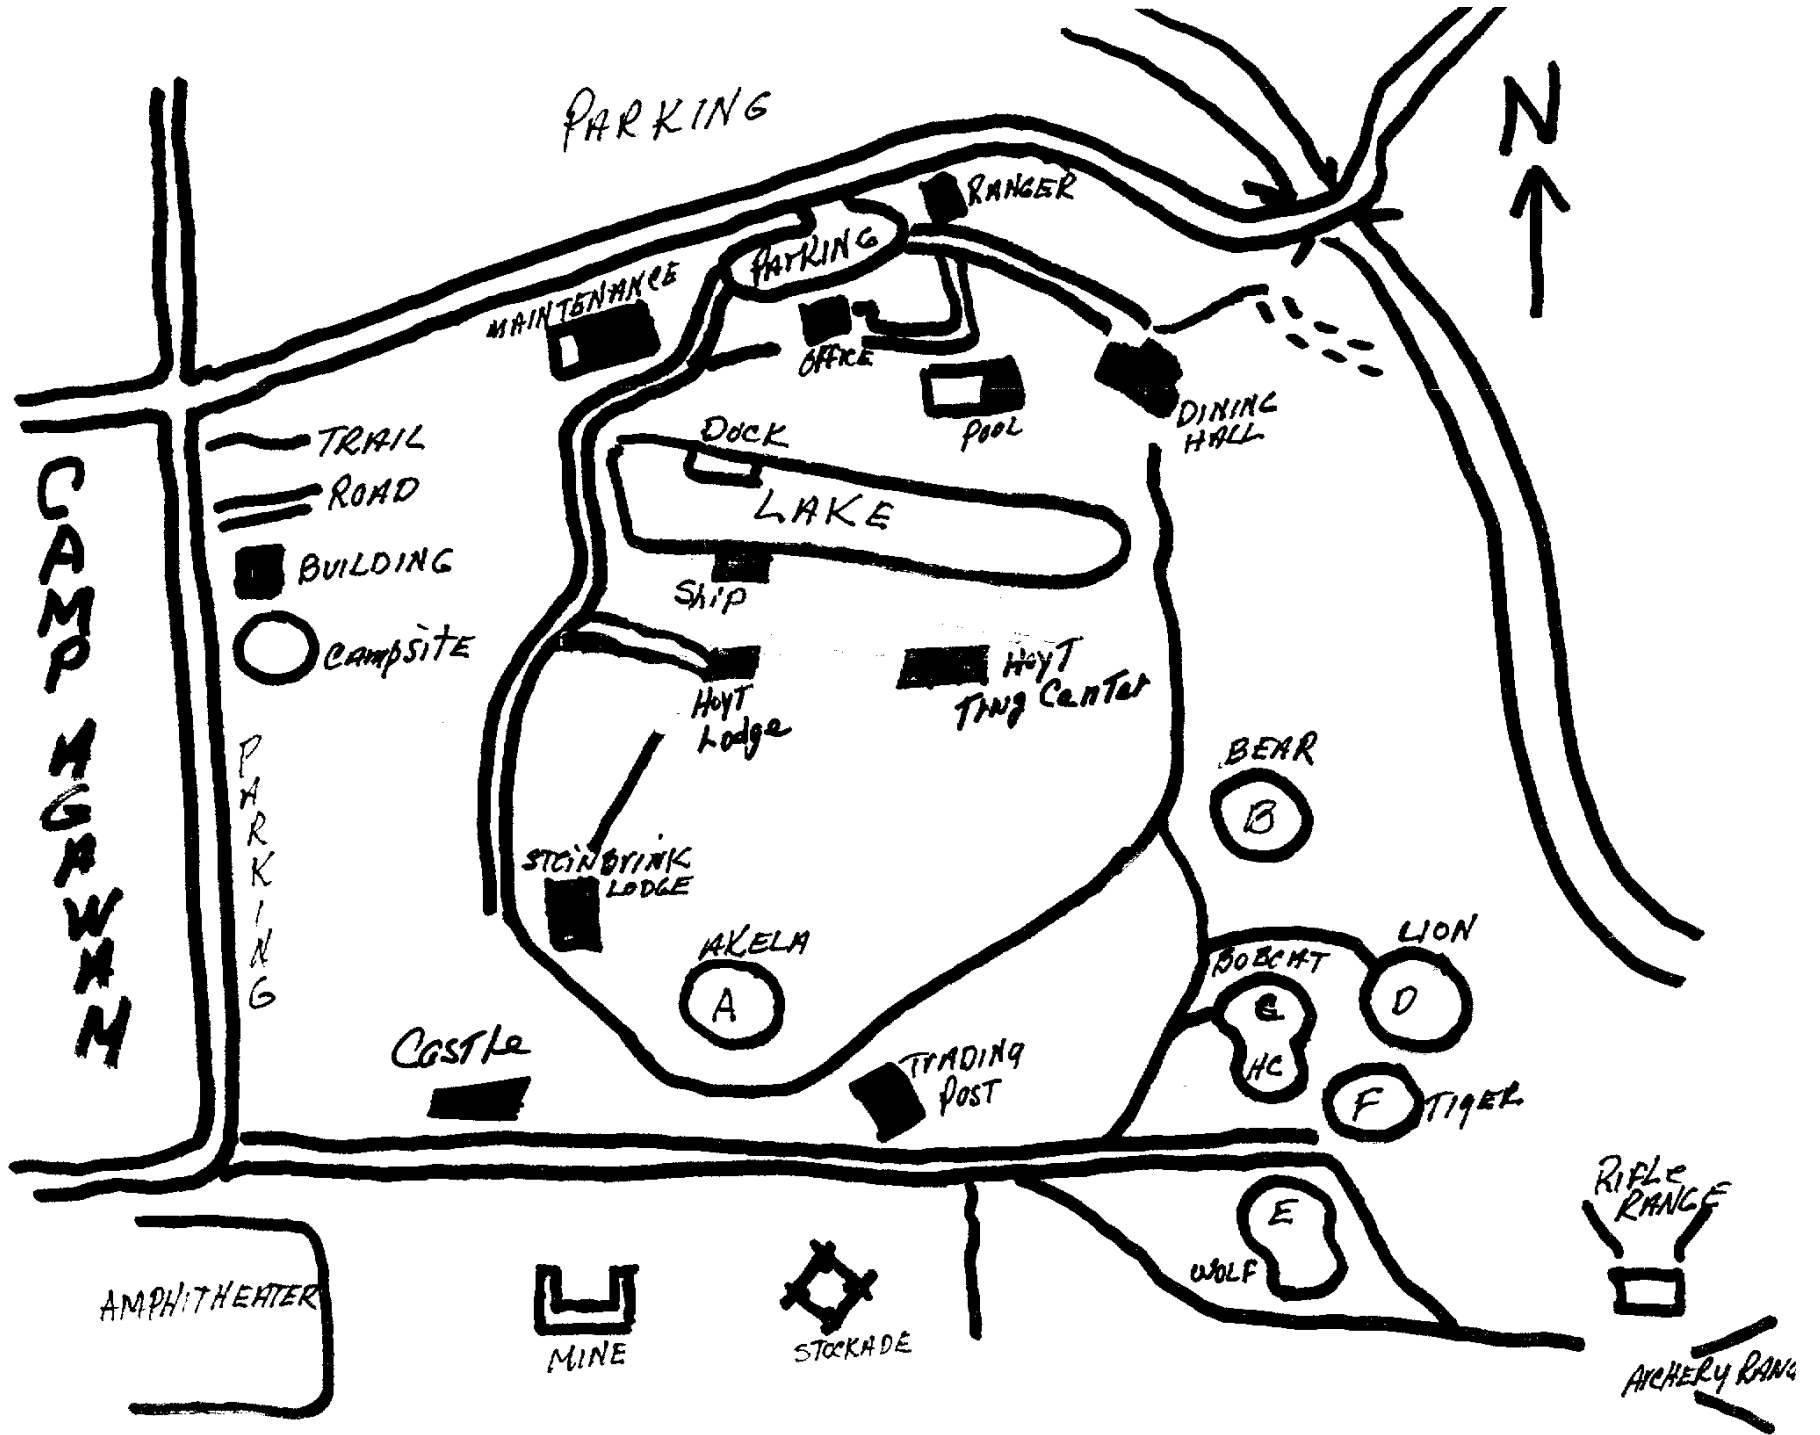 PARKING
N
RANGER
PARKING
MAINTENANCE
OFFICE
POOL
DINING
HALL
TRAIL
ROAD
BUILDING
CAMPSITE
CAMP AGAWAM
DOCK
LAKE
Ship
HOYT
Lodge
HOYT
Trng Center
PARKING
BEAR
B
STEINBRINK
LODGE
AKELA
A
LION
D
BOBCAT
C
HC
F
TIGER
CASTLE
TRADING
POST
E
WOLF
RIFLE
RANGE
AMPHITHEATER
MINE
STOCKADE
ARCHERY RANG